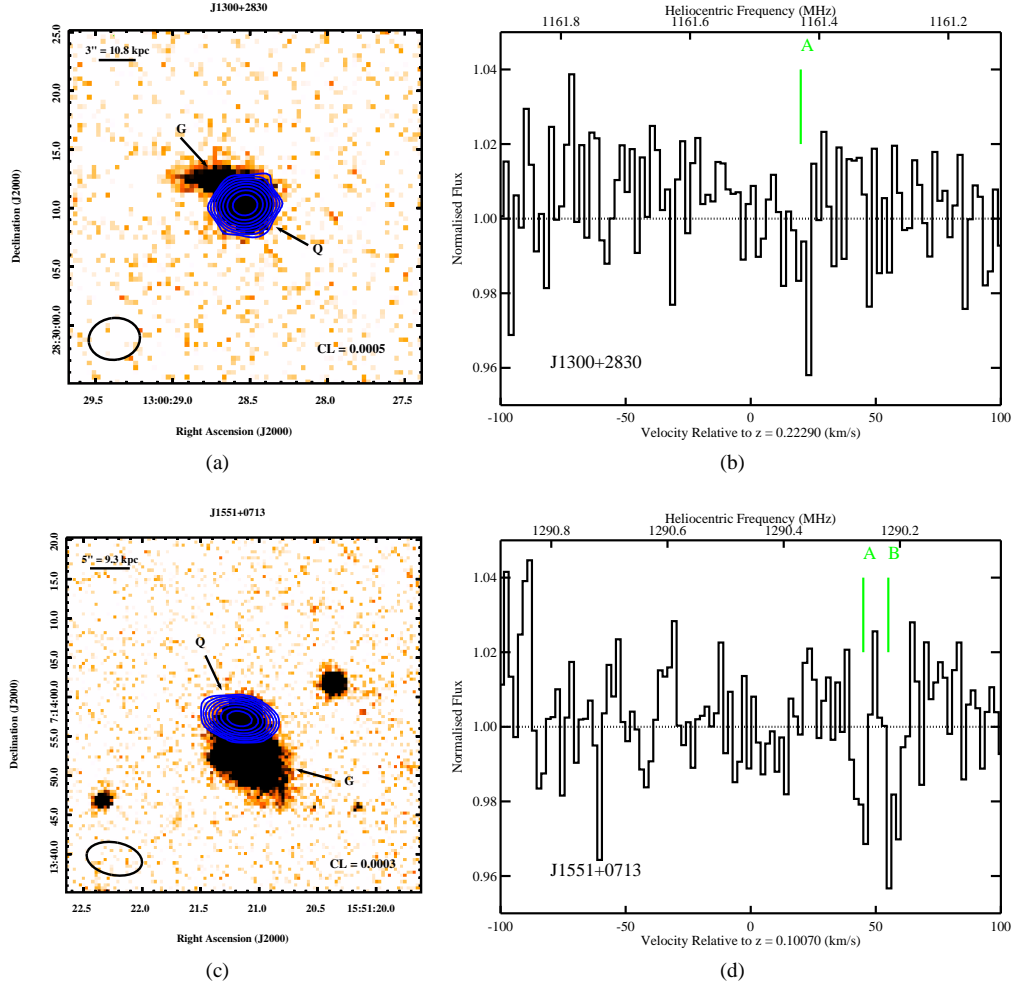 J1300+2830
3" = 10.8 kpc
G
Q
CL = 0.0005
25.0
20.0
15.0
10.0
05.0
28:30:00.0
Declination (J2000)
29.5 13:00:29.0 28.5 28.0 27.5
Right Ascension (J2000)
(a)
Heliocentric Frequency (MHz)
1161.8 1161.6 1161.4 1161.2
A
1.04
1.02
1.00
0.98
0.96
Normalised Flux
J1300+2830
-100 -50 0 50 100
Velocity Relative to z = 0.22290 (km/s)
(b)
J1551+0713
5" = 9.3 kpc
Q
G
CL = 0.0003
20.0
15.0
10.0
05.0
7:14:00.0
55.0
50.0
45.0
13:40.0
Declination (J2000)
22.5 22.0 21.5 21.0 20.5 15:51:20.0
Right Ascension (J2000)
(c)
Heliocentric Frequency (MHz)
1290.8 1290.6 1290.4 1290.2
A B
1.04
1.02
1.00
0.98
0.96
Normalised Flux
J1551+0713
-100 -50 0 50 100
Velocity Relative to z = 0.10070 (km/s)
(d)